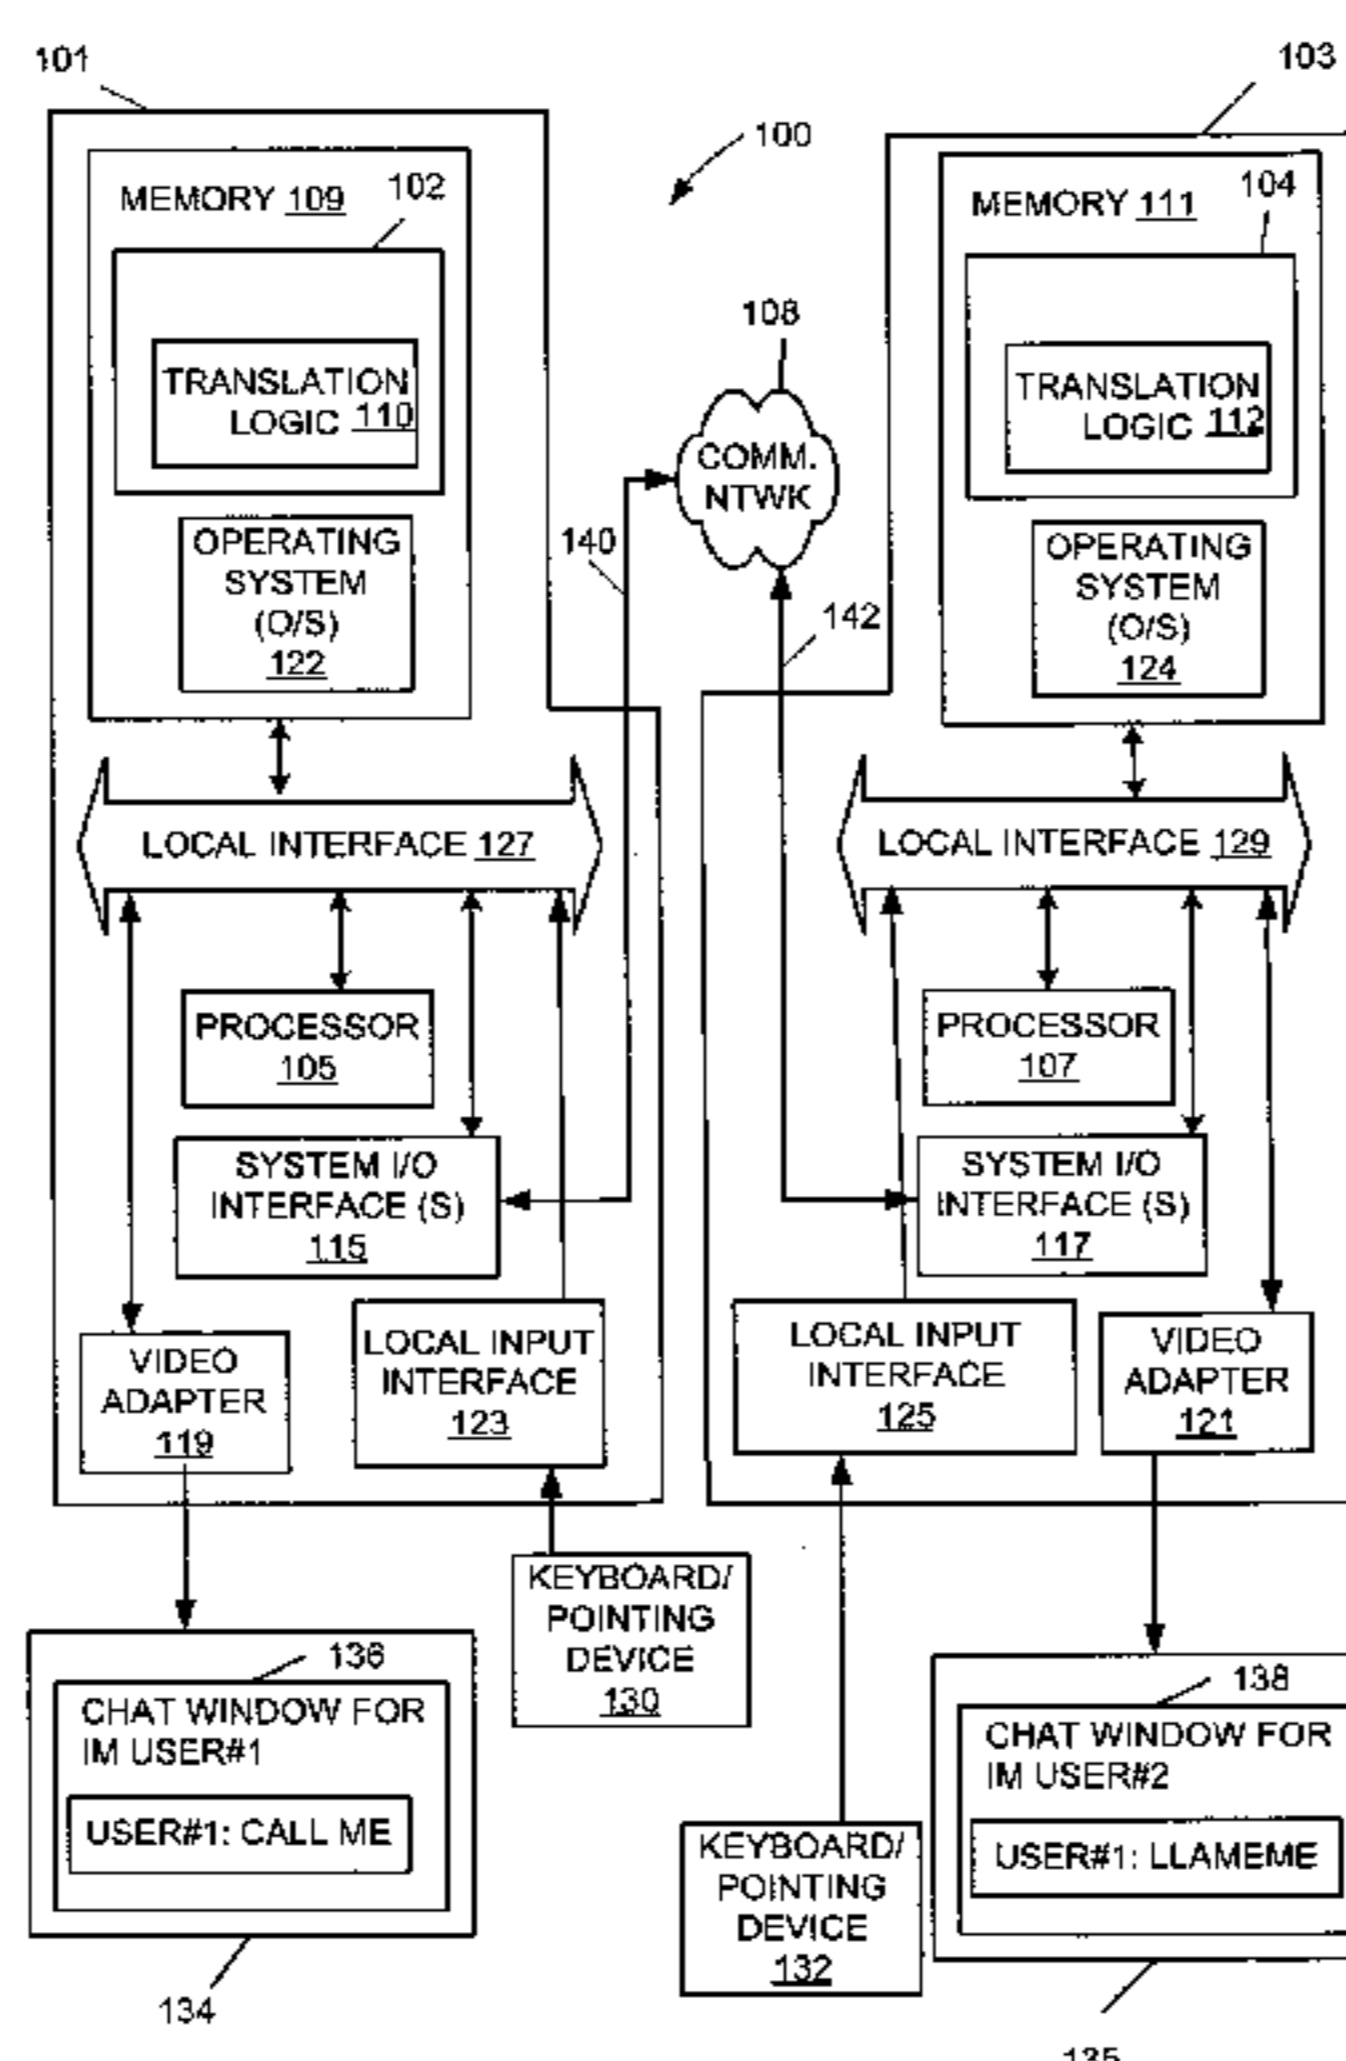 101
103
100
MEMORY 109
102
MEMORY 111
104
TRANSLATION
LOGIC 110
108
COMM.
NTWK
TRANSLATION
LOGIC 112
OPERATING
SYSTEM
(O/S)
122
140
142
OPERATING
SYSTEM
(O/S)
124
LOCAL INTERFACE 127
LOCAL INTERFACE 129
PROCESSOR
105
PROCESSOR
107
SYSTEM I/O
INTERFACE (S)
115
SYSTEM I/O
INTERFACE (S)
117
VIDEO
ADAPTER
119
LOCAL INPUT
INTERFACE
123
LOCAL INPUT
INTERFACE
125
VIDEO
ADAPTER
121
KEYBOARD/
POINTING
DEVICE
130
136
CHAT WINDOW FOR
IM USER#1
USER#1: CALL ME
134
KEYBOARD/
POINTING
DEVICE
132
138
CHAT WINDOW FOR
IM USER#2
USER#1: LLAMEME
135